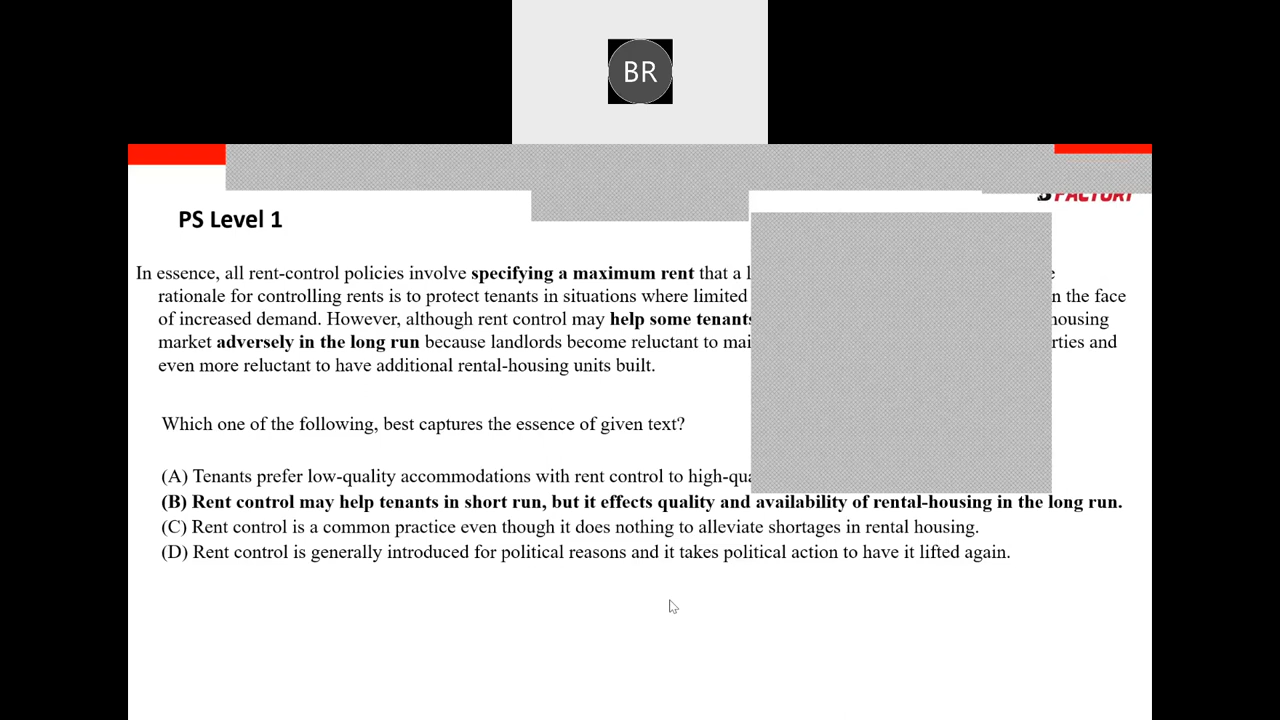 BR
FACTORY
PS Level 1
In essence, all rent-control policies involve specifying a maximum rent that a
rationale for controlling rents is to protect tenants in situations where limited n the face
of increased demand. However, although rent control may help some tenants housing
market adversely in the long run because landlords become reluctant to mai rties and
even more reluctant to have additional rental-housing units built.
Which one of the following, best captures the essence of given text?
(A) Tenants prefer low-quality accommodations with rent control to high-qua
(B) Rent control may help tenants in short run, but it effects quality and availability of rental-housing in the long run.
(C) Rent control is a common practice even though it does nothing to alleviate shortages in rental housing.
(D) Rent control is generally introduced for political reasons and it takes political action to have it lifted again.